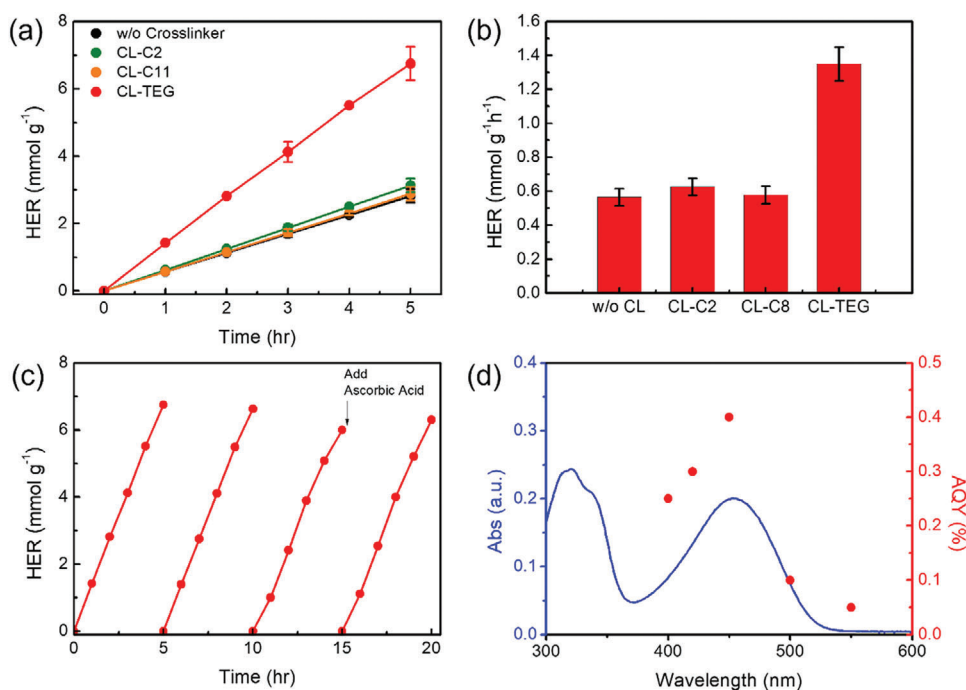 (a)
w/o Crosslinker
CL-C2
CL-C11
CL-TEG
8
6
4
2
0
HER (mmol g⁻¹)
0 1 2 3 4 5
Time (hr)
(b)
1.6
1.4
1.2
1.0
0.8
0.6
0.4
0.2
0.0
HER (mmol g⁻¹h⁻¹)
w/o CL CL-C2 CL-C8 CL-TEG
(c)
Add
Ascorbic Acid
8
6
4
2
0
HER (mmol g⁻¹)
0 5 10 15 20
Time (hr)
(d)
0.4
0.3
0.2
0.1
0.0
Abs (a.u.)
0.5
0.4
0.3
0.2
0.1
0.0
AQY (%)
300 400 500 600
Wavelength (nm)